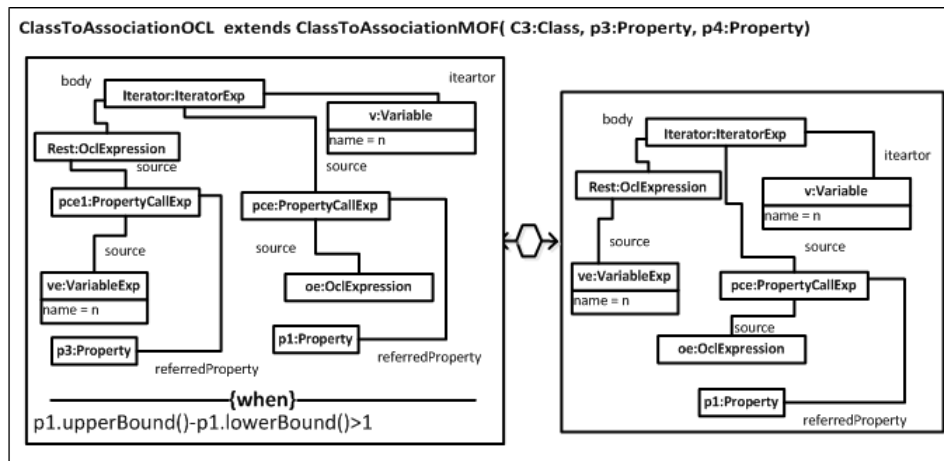 ClassToAssociationOCL extends ClassToAssociationMOF( C3:Class, p3:Property, p4:Property)
body
iteartor
Iterator:IteratorExp
v:Variable
name = n
Rest:OclExpression
source
source
pce1:PropertyCallExp
pce:PropertyCallExp
source
source
ve:VariableExp
name = n
oe:OclExpression
p3:Property
p1:Property
referredProperty
referredProperty
{when}
p1.upperBound()-p1.lowerBound()>1
body
Iterator:IteratorExp
iteartor
Rest:OclExpression
v:Variable
name = n
source
source
ve:VariableExp
name = n
pce:PropertyCallExp
source
oe:OclExpression
p1:Property
referredProperty